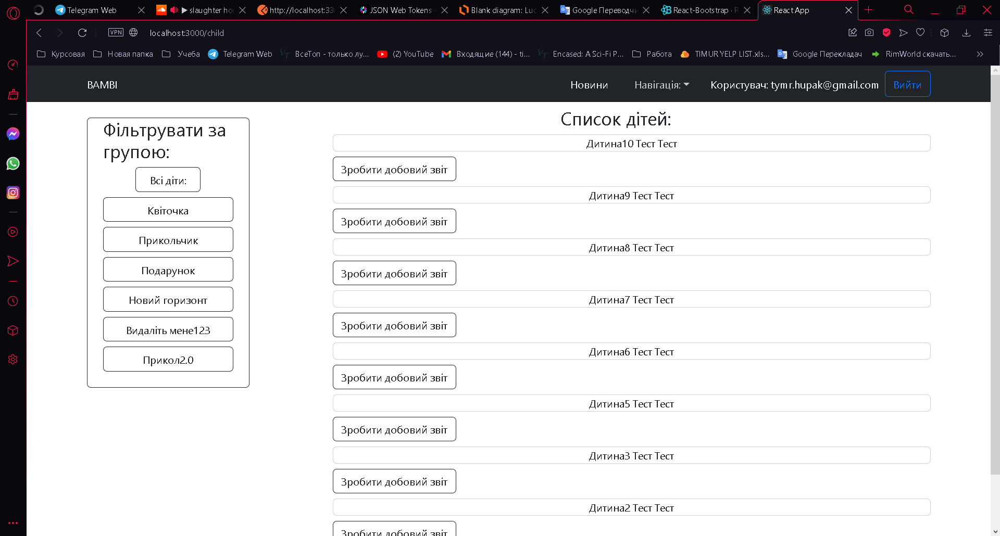 Telegram Web
slaughter hou
http://localhost:33
JSON Web Tokens -
Blank diagram: Luc
Google Переводчи
React-Bootstrap · R
React App
VPN
localhost:3000/child
Курсовая
Новая папка
Учеба
Telegram Web
ВсеТоп - только лу...
(2) YouTube
Входящие (144) - ti...
Encased: A Sci-Fi P...
Работа
TIMUR YELP LIST.xls...
Google Перекладач
RimWorld скачать...
BAMBI
Новини
Навігація:
Користувач: tymr.hupak@gmail.com
Вийти
Фільтрувати за
групою:
Всі діти:
Квіточка
Прикольчик
Подарунок
Новий горизонт
Видаліть мене123
Прикол2.0
Список дітей:
Дитина10 Тест Тест
Зробити добовий звіт
Дитина9 Тест Тест
Зробити добовий звіт
Дитина8 Тест Тест
Зробити добовий звіт
Дитина7 Тест Тест
Зробити добовий звіт
Дитина6 Тест Тест
Зробити добовий звіт
Дитина5 Тест Тест
Зробити добовий звіт
Дитина3 Тест Тест
Зробити добовий звіт
Дитина2 Тест Тест
Зробити добовий звіт